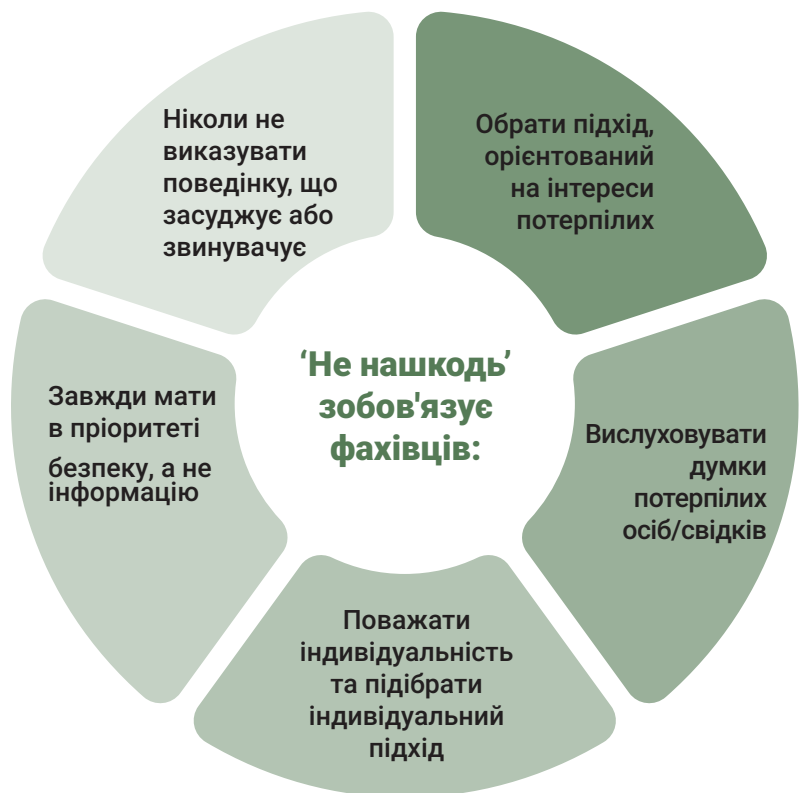 ‘Не нашкодь’
зобов'язує
фахівців:
Обрати підхід,
орієнтований
на інтереси
потерпілих
Вислуховувати
думки
потерпілих
осіб/свідків
Поважати
індивідуальність
та підібрати
індивідуальний
підхід
Завжди мати
в пріоритеті
безпеку, а не
інформацію
Ніколи не
виказувати
поведінку, що
засуджує або
звинувачує